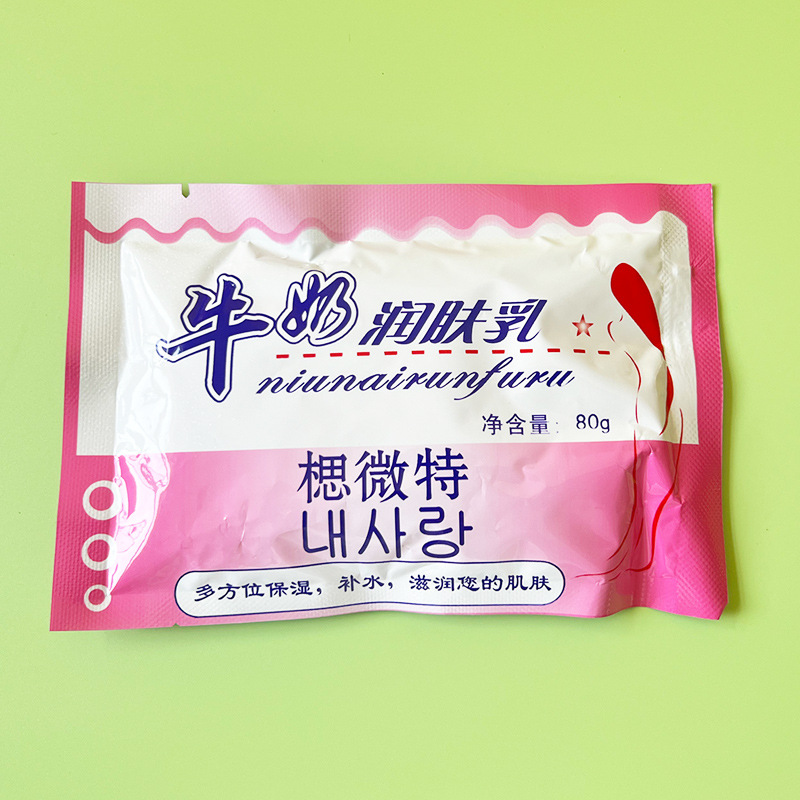 牛奶润肤乳
niunairunfuru
净含量: 80g
楒微特
내사랑
多方位保湿，补水，滋润您的肌肤